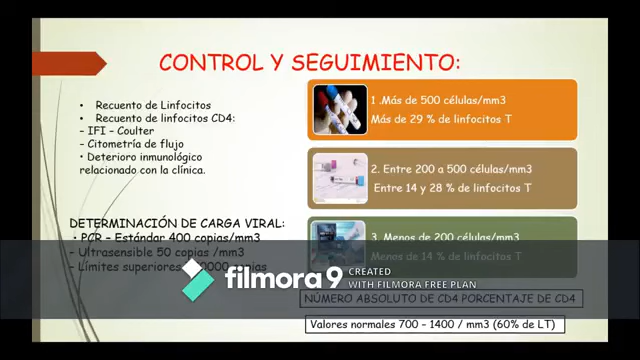 CONTROL Y SEGUIMIENTO:
• Recuento de Linfocitos
• Recuento de linfocitos CD4:
– IFI – Coulter
– Citometría de flujo
• Deterioro inmunológico
relacionado con la clínica.
DETERMINACIÓN DE CARGA VIRAL:
• PCR – Estándar 400 copias/mm3
– Ultrasensible 50 copias /mm3
– Límites superiores 0000 copias
1 .Más de 500 células/mm3
Más de 29 % de linfocitos T
2. Entre 200 a 500 células/mm3
Entre 14 y 28 % de linfocitos T
3. Menos de 200 células/mm3
Menos de 14 % de linfocitos T
NÚMERO ABSOLUTO DE CD4 PORCENTAJE DE CD4
Valores normales 700 – 1400 / mm3 (60% de LT)
filmora9
CREATED
WITH FILMORA FREE PLAN